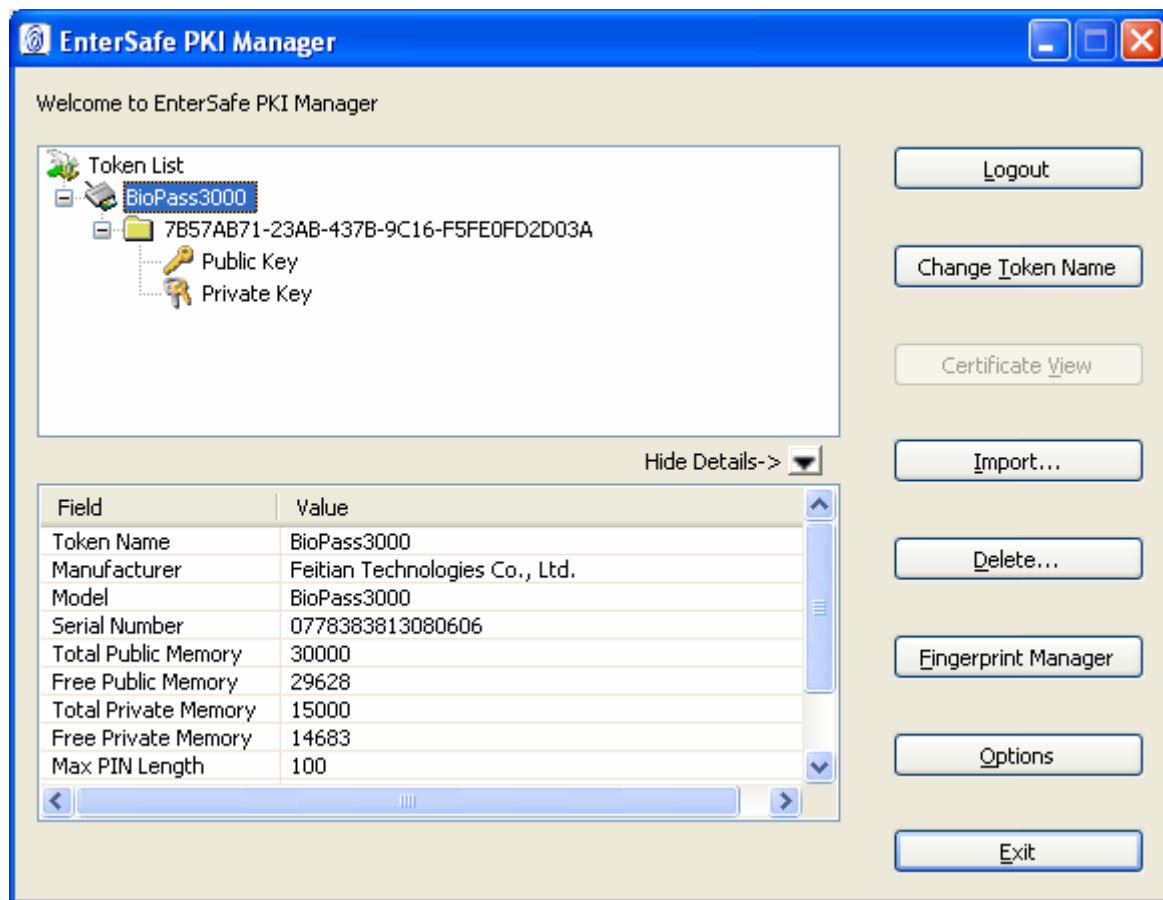 EnterSafe PKI Manager
Welcome to EnterSafe PKI Manager
Token List
BioPass3000
7B57AB71-23AB-437B-9C16-F5FE0FD2D03A
Public Key
Private Key
Hide Details->
Field Value
Token Name BioPass3000
Manufacturer Feitian Technologies Co., Ltd.
Model BioPass3000
Serial Number 0778383813080606
Total Public Memory 30000
Free Public Memory 29628
Total Private Memory 15000
Free Private Memory 14683
Max PIN Length 100
Logout
Change Token Name
Certificate View
Import...
Delete...
Fingerprint Manager
Options
Exit